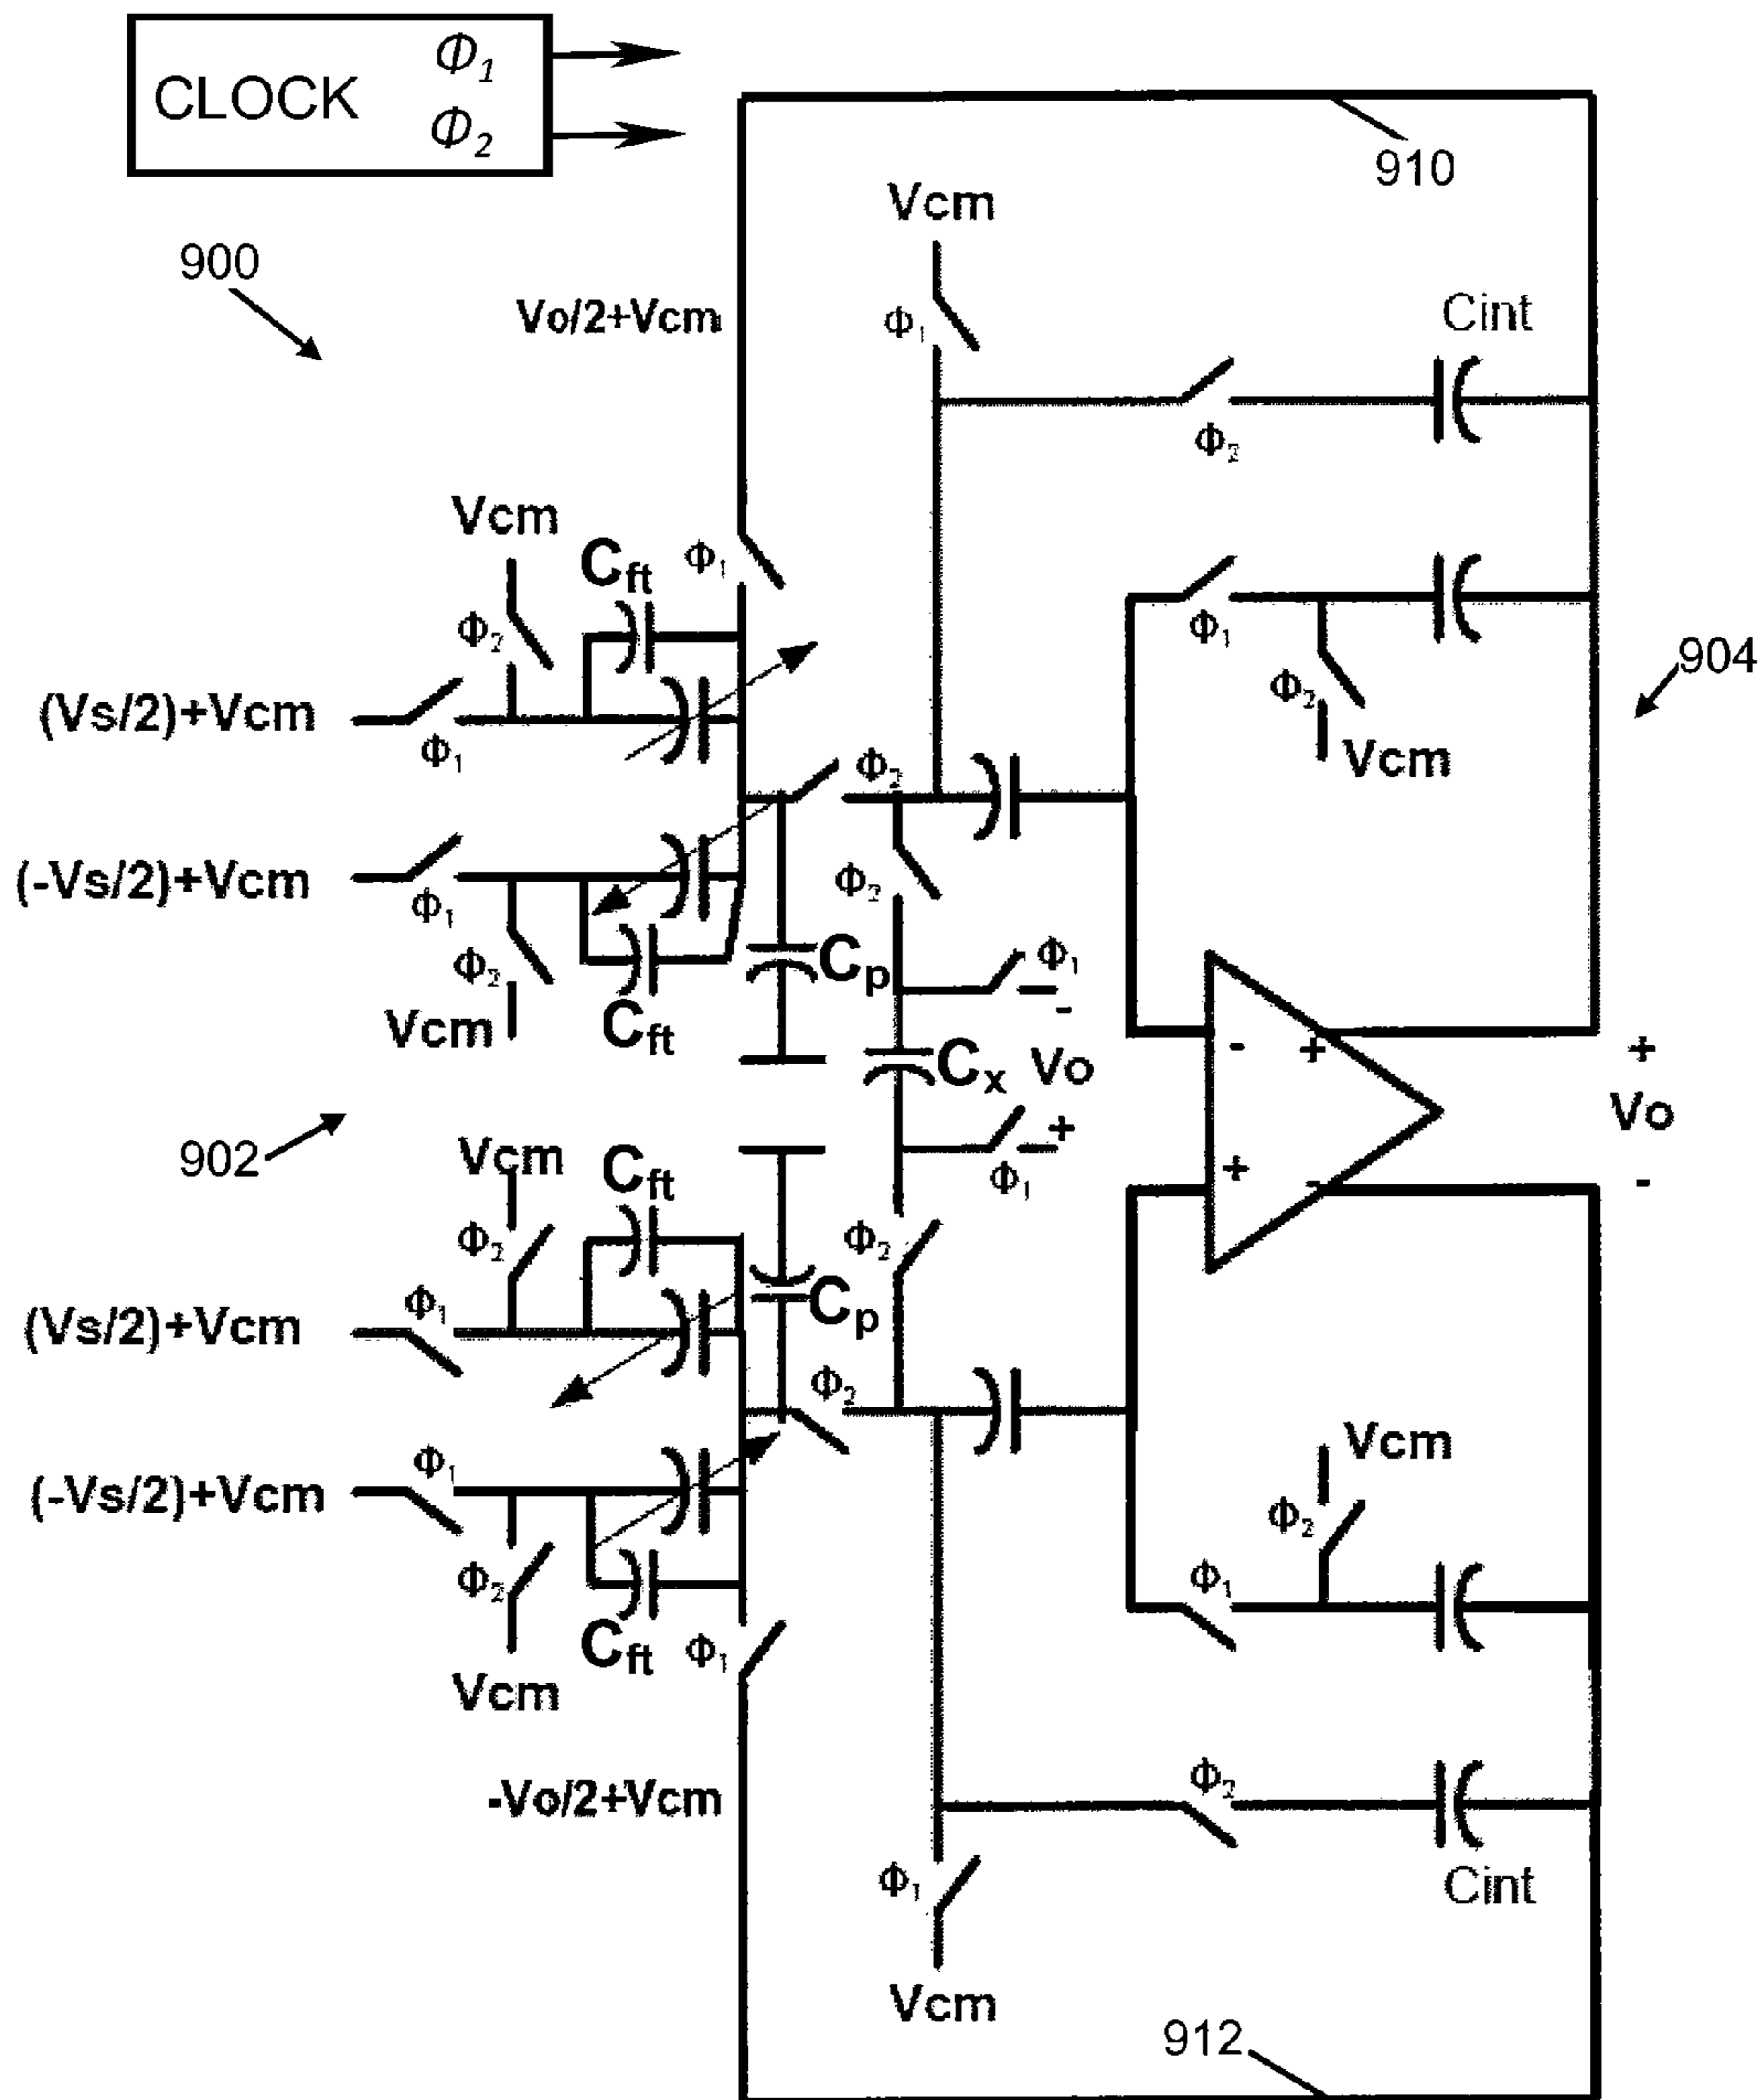 CLOCK Φ₁
Φ₂
910
Vcm
900
Vo/2+Vcm
Φ₁
Cint
Φ₂
Vcm
Cft
Φ₁
Φ₂
Φ₁
904
(Vs/2)+Vcm
Φ₁
Φ₂
Vcm
Φ₂
(-Vs/2)+Vcm
Φ₁
Φ₂
Φ₂
Cp
Φ₁
-
Vcm
Cft
- +
+
Cx
Vo
Vo
902
Vcm
Cft
+
Φ₁
+ -
-
Φ₂
Φ₂
(Vs/2)+Vcm
Φ₁
Cp
Φ₂
Vcm
(-Vs/2)+Vcm
Φ₁
Φ₂
Φ₂
Φ₁
Cft
Φ₁
Vcm
-Vo/2+Vcm
Φ₂
Φ₁
Cint
Vcm
912